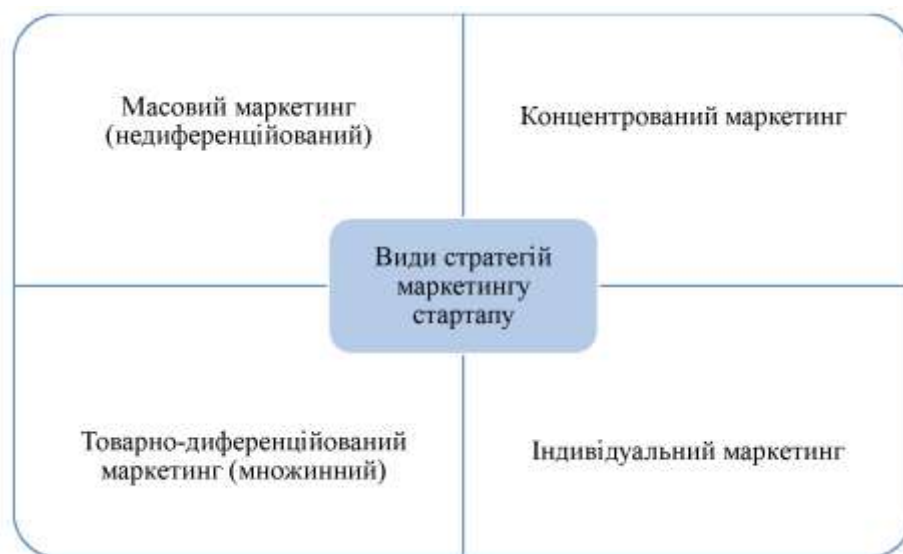 Масовий маркетинг
(недиференційований)
Концентрований маркетинг
Види стратегій
маркетингу
стартапу
Товарно-диференційований
маркетинг (множинний)
Індивідуальний маркетинг